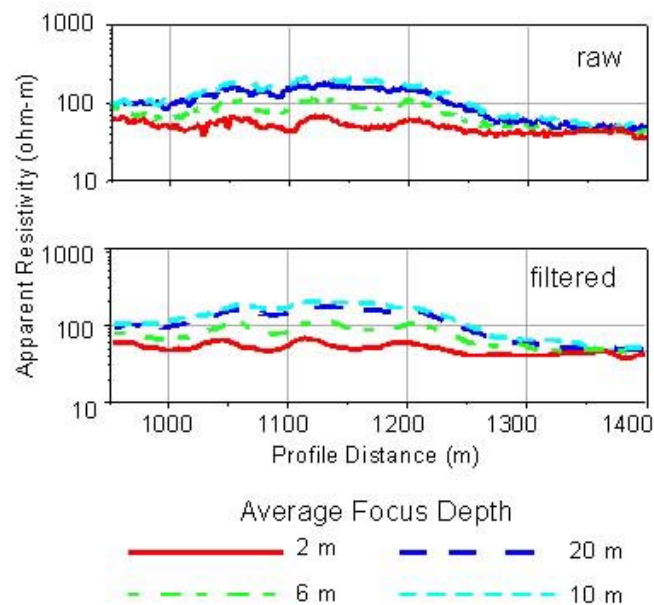 1000
raw
100
10
1000
filtered
100
10
Apparent Resistivity (ohm-m)
1000 1100 1200 1300 1400
Profile Distance (m)
Average Focus Depth
2 m 20 m
6 m 10 m